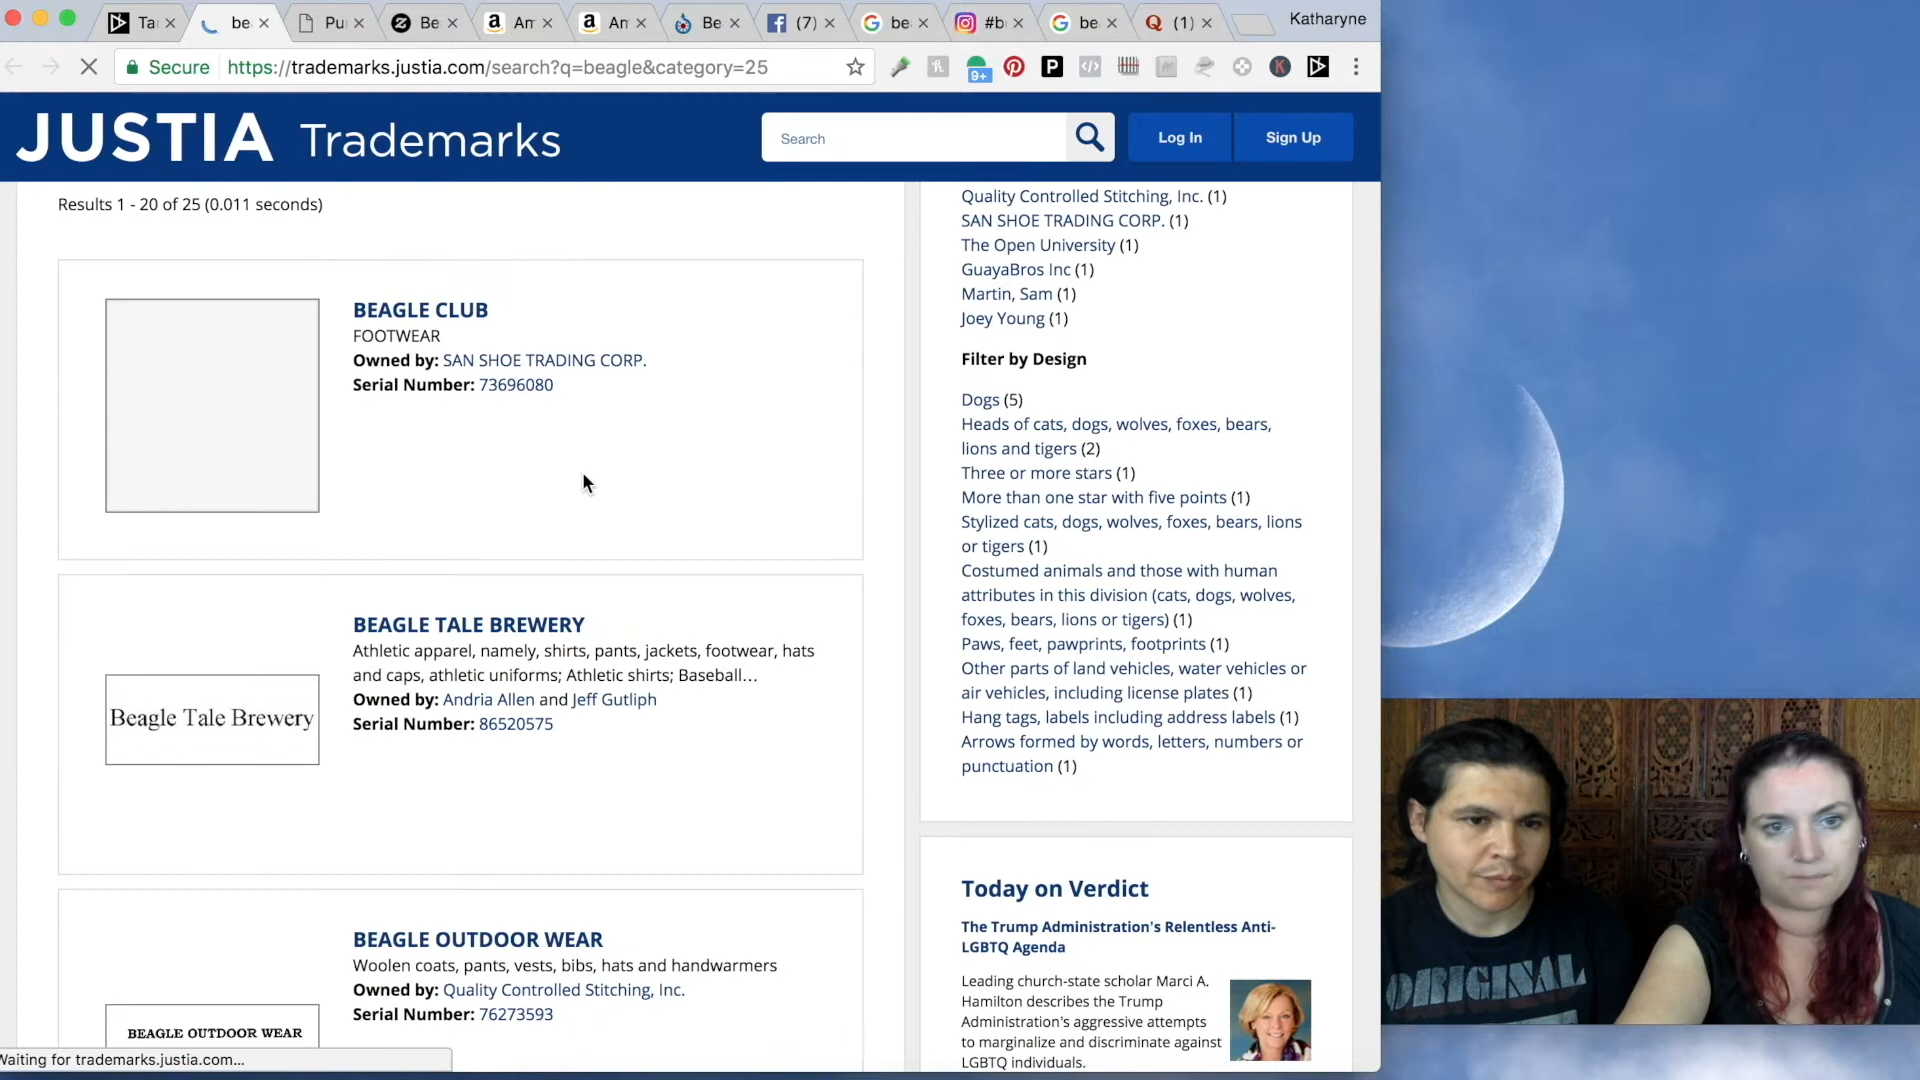 Ta
be
Pu
Be
An
An
Be
(7)
be
#b
be
(1)
Katharyne
Secure https://trademarks.justia.com/search?q=beagle&category=25
9+
JUSTIA Trademarks
Search
Log In
Sign Up
Results 1 - 20 of 25 (0.011 seconds)
BEAGLE CLUB
FOOTWEAR
Owned by: SAN SHOE TRADING CORP.
Serial Number: 73696080
Beagle Tale Brewery
BEAGLE TALE BREWERY
Athletic apparel, namely, shirts, pants, jackets, footwear, hats
and caps, athletic uniforms; Athletic shirts; Baseball...
Owned by: Andria Allen and Jeff Gutliph
Serial Number: 86520575
BEAGLE OUTDOOR WEAR
BEAGLE OUTDOOR WEAR
Woolen coats, pants, vests, bibs, hats and handwarmers
Owned by: Quality Controlled Stitching, Inc.
Serial Number: 76273593
Waiting for trademarks.justia.com...
Quality Controlled Stitching, Inc. (1)
SAN SHOE TRADING CORP. (1)
The Open University (1)
GuayaBros Inc (1)
Martin, Sam (1)
Joey Young (1)
Filter by Design
Dogs (5)
Heads of cats, dogs, wolves, foxes, bears,
lions and tigers (2)
Three or more stars (1)
More than one star with five points (1)
Stylized cats, dogs, wolves, foxes, bears, lions
or tigers (1)
Costumed animals and those with human
attributes in this division (cats, dogs, wolves,
foxes, bears, lions or tigers) (1)
Paws, feet, pawprints, footprints (1)
Other parts of land vehicles, water vehicles or
air vehicles, including license plates (1)
Hang tags, labels including address labels (1)
Arrows formed by words, letters, numbers or
punctuation (1)
Today on Verdict
The Trump Administration's Relentless Anti-
LGBTQ Agenda
Leading church-state scholar Marci A.
Hamilton describes the Trump
Administration's aggressive attempts
to marginalize and discriminate against
LGBTQ individuals.
ORIGINAL